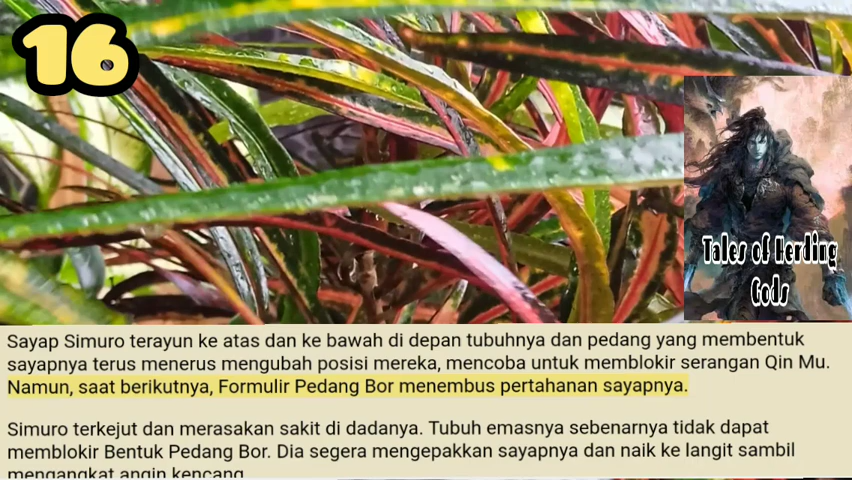 16
Tales of Herding
Gods
Sayap Simuro terayun ke atas dan ke bawah di depan tubuhnya dan pedang yang membentuk
sayapnya terus menerus mengubah posisi mereka, mencoba untuk memblokir serangan Qin Mu.
Namun, saat berikutnya, Formulir Pedang Bor menembus pertahanan sayapnya.
Simuro terkejut dan merasakan sakit di dadanya. Tubuh emasnya sebenarnya tidak dapat
memblokir Bentuk Pedang Bor. Dia segera mengepakkan sayapnya dan naik ke langit sambil
mengangkat angin kencang.